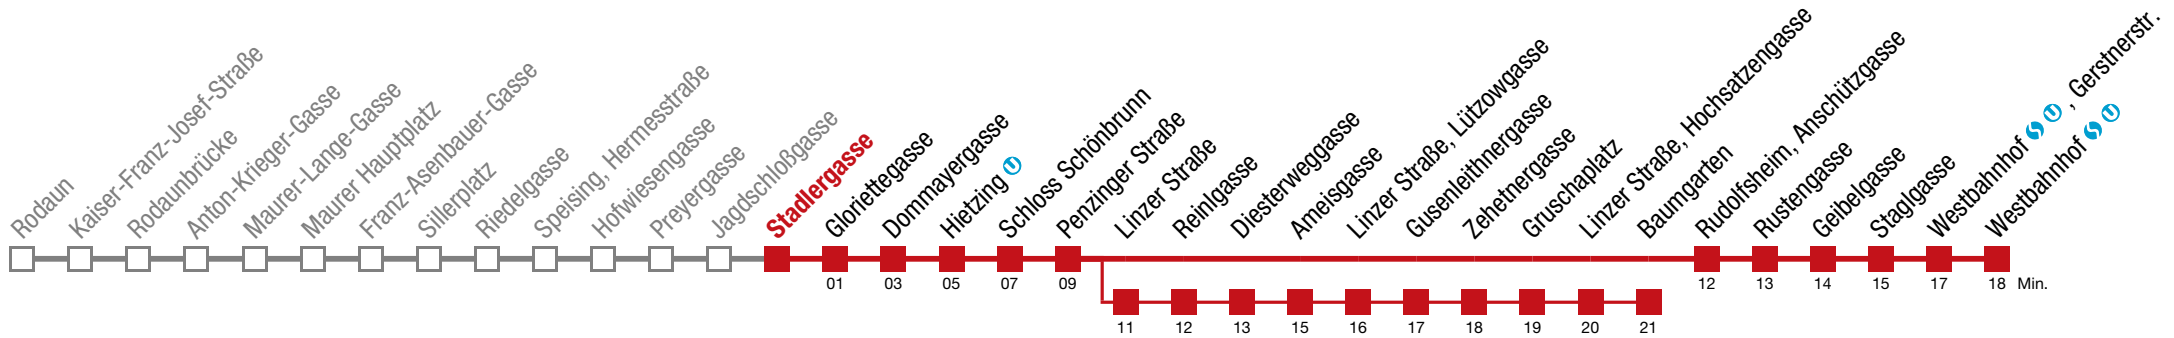 Rodaun
Kaiser-Franz-Josef-Straße
Rodaunbrücke
Anton-Krieger-Gasse
Maurer-Lange-Gasse
Maurer Hauptplatz
Franz-Asenbauer-Gasse
Sillerplatz
Riedelgasse
Speising, Hermesstraße
Hofwiesengasse
Preyergasse
Jagdschloßgasse
Stadlergasse
Gloriettegasse
Dommayergasse
Hietzing U
Schloss Schönbrunn
Penzinger Straße
Linzer Straße
Reinlgasse
Diesterweggasse
Ameisgasse
Linzer Straße, Lützowgasse
Gusenleithnergasse
Zehetnergasse
Gruschaplatz
Linzer Straße, Hochsatzengasse
Baumgarten
Rudolfsheim, Anschützgasse
Rustengasse
Geibelgasse
Staglgasse
Westbahnhof S U , Gerstnerstr.
Westbahnhof S U
01 03 05 07 09 12 13 14 15 17 18 Min.
11 12 13 15 16 17 18 19 20 21